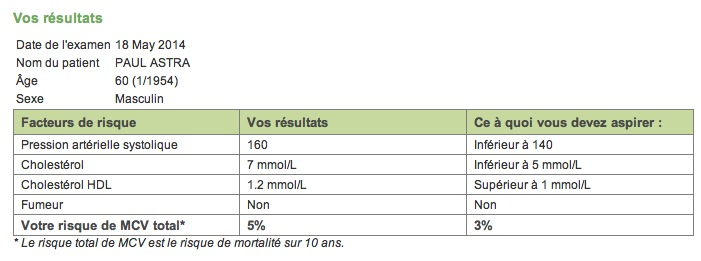 Vos résultats
Date de l'examen 18 May 2014
Nom du patient PAUL ASTRA
Âge 60 (1/1954)
Sexe Masculin
Facteurs de risque Vos résultats Ce à quoi vous devez aspirer :
Pression artérielle systolique 160 Inférieur à 140
Cholestérol 7 mmol/L Inférieur à 5 mmol/L
Cholestérol HDL 1.2 mmol/L Supérieur à 1 mmol/L
Fumeur Non Non
Votre risque de MCV total* 5% 3%
* Le risque total de MCV est le risque de mortalité sur 10 ans.